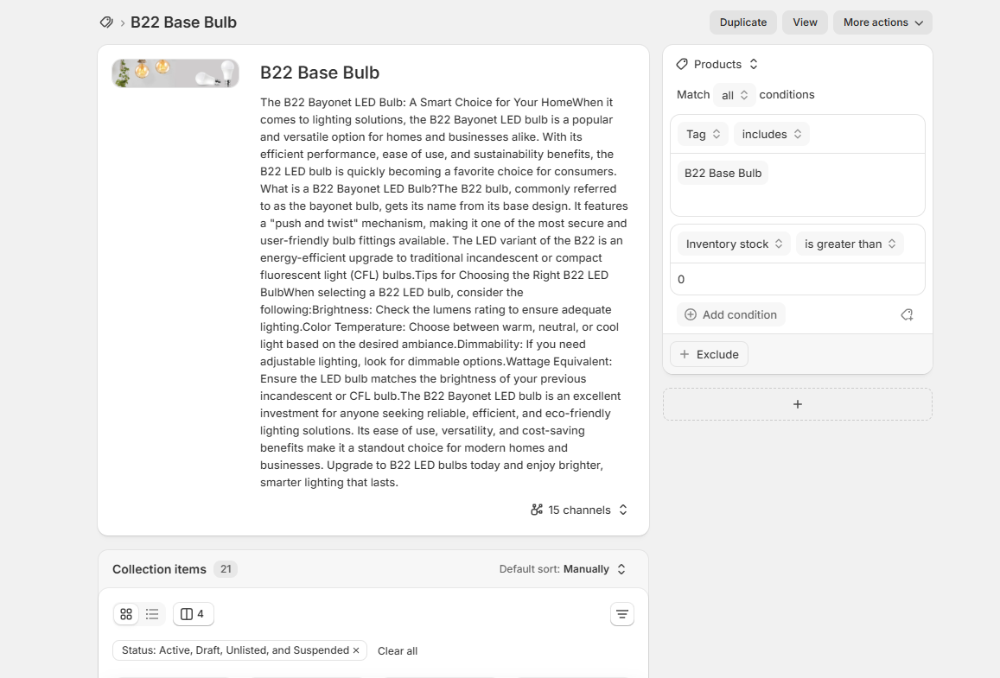 B22 Base Bulb
Duplicate
View
More actions
B22 Base Bulb
The B22 Bayonet LED Bulb: A Smart Choice for Your HomeWhen it
comes to lighting solutions, the B22 Bayonet LED bulb is a popular
and versatile option for homes and businesses alike. With its
efficient performance, ease of use, and sustainability benefits, the
B22 LED bulb is quickly becoming a favorite choice for consumers.
What is a B22 Bayonet LED Bulb?The B22 bulb, commonly referred
to as the bayonet bulb, gets its name from its base design. It features
a "push and twist" mechanism, making it one of the most secure and
user-friendly bulb fittings available. The LED variant of the B22 is an
energy-efficient upgrade to traditional incandescent or compact
fluorescent light (CFL) bulbs.Tips for Choosing the Right B22 LED
BulbWhen selecting a B22 LED bulb, consider the
following:Brightness: Check the lumens rating to ensure adequate
lighting.Color Temperature: Choose between warm, neutral, or cool
light based on the desired ambiance.Dimmability: If you need
adjustable lighting, look for dimmable options.Wattage Equivalent:
Ensure the LED bulb matches the brightness of your previous
incandescent or CFL bulb.The B22 Bayonet LED bulb is an excellent
investment for anyone seeking reliable, efficient, and eco-friendly
lighting solutions. Its ease of use, versatility, and cost-saving
benefits make it a standout choice for modern homes and
businesses. Upgrade to B22 LED bulbs today and enjoy brighter,
smarter lighting that lasts.
15 channels
Products
Match all conditions
Tag includes
B22 Base Bulb
Inventory stock is greater than
0
Add condition
Exclude
Collection items 21
Default sort: Manually
4
Status: Active, Draft, Unlisted, and Suspended ×
Clear all